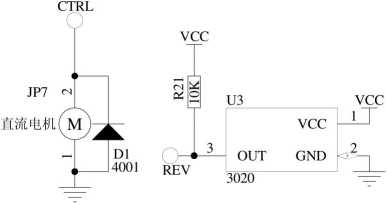 CTRL
JP7
2
直流电机
M
1
D1
4001
VCC
R21
10K
U3
VCC
1
VCC
3
OUT
GND
2
REV
3020